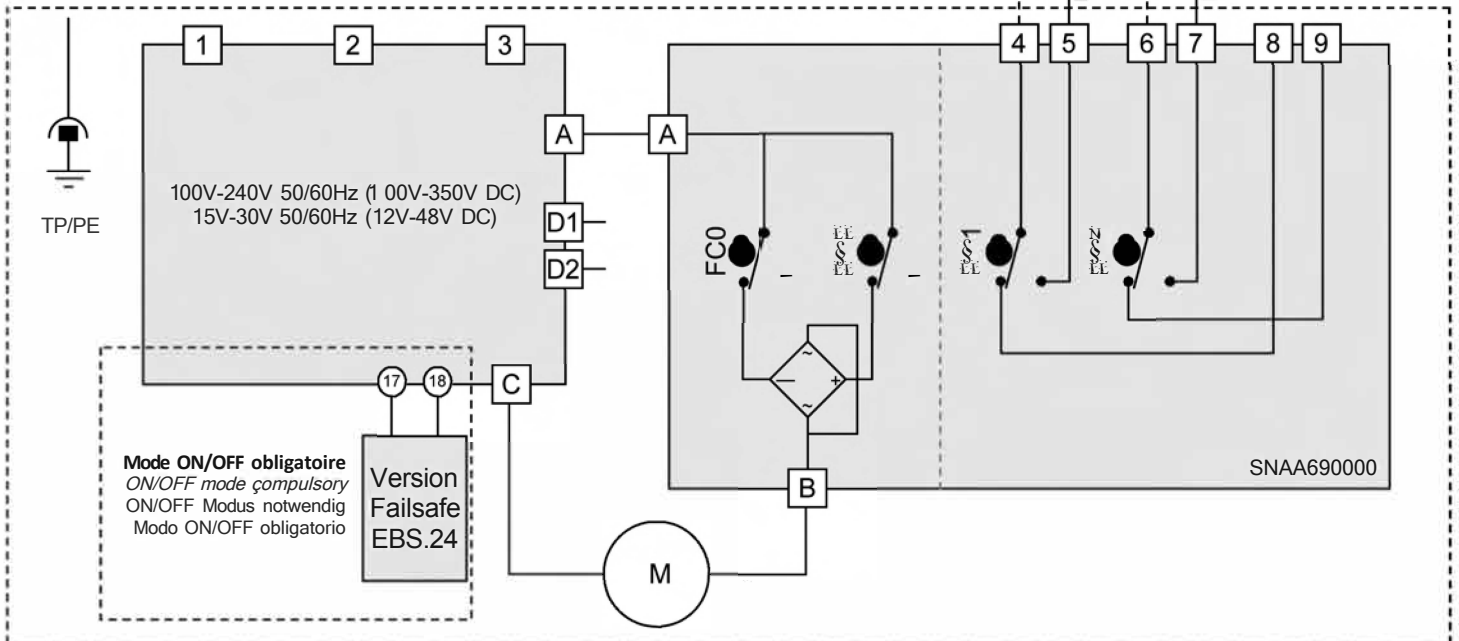 1 2 3
4 5 6 7 8 9
A A
100V-240V 50/60Hz (1 00V-350V DC)
15V-30V 50/60Hz (12V-48V DC)
TP/PE
D1
D2
FC0
1
N
17 18 C
Mode ON/OFF obligatoire
ON/OFF mode çompulsory
ON/OFF Modus notwendig
Modo ON/OFF obligatorio
Version
Failsafe
EBS.24
~
— +
~
SNAA690000
B
M